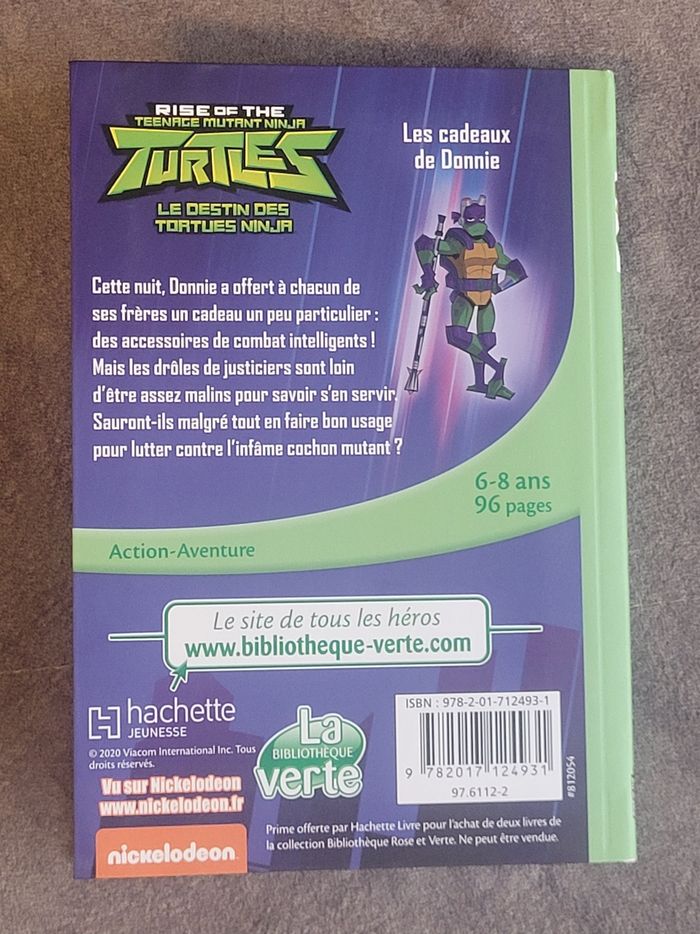 RISE OF THE
TEENAGE MUTANT NINJA
TURTLES
LE DESTIN DES
TORTUES NINJA
Les cadeaux
de Donnie
Cette nuit, Donnie a offert à chacun de
ses frères un cadeau un peu particulier :
des accessoires de combat intelligents !
Mais les drôles de justiciers sont loin
d'être assez malins pour savoir s'en servir.
Sauront-ils malgré tout en faire bon usage
pour lutter contre l'infâme cochon mutant ?
6-8 ans
96 pages
Action-Aventure
Le site de tous les héros
www.bibliotheque-verte.com
hachette
JEUNESSE
© 2020 Viacom International Inc. Tous
droits réservés.
Vu sur Nickelodeon
www.nickelodeon.fr
nickelodeon
La
BIBLIOTHÈQUE
verte
ISBN : 978-2-01-712493-1
9 782017 124931
97.6112-2
#812054
Prime offerte par Hachette Livre pour l'achat de deux livres de
la collection Bibliothèque Rose et Verte. Ne peut être vendue.